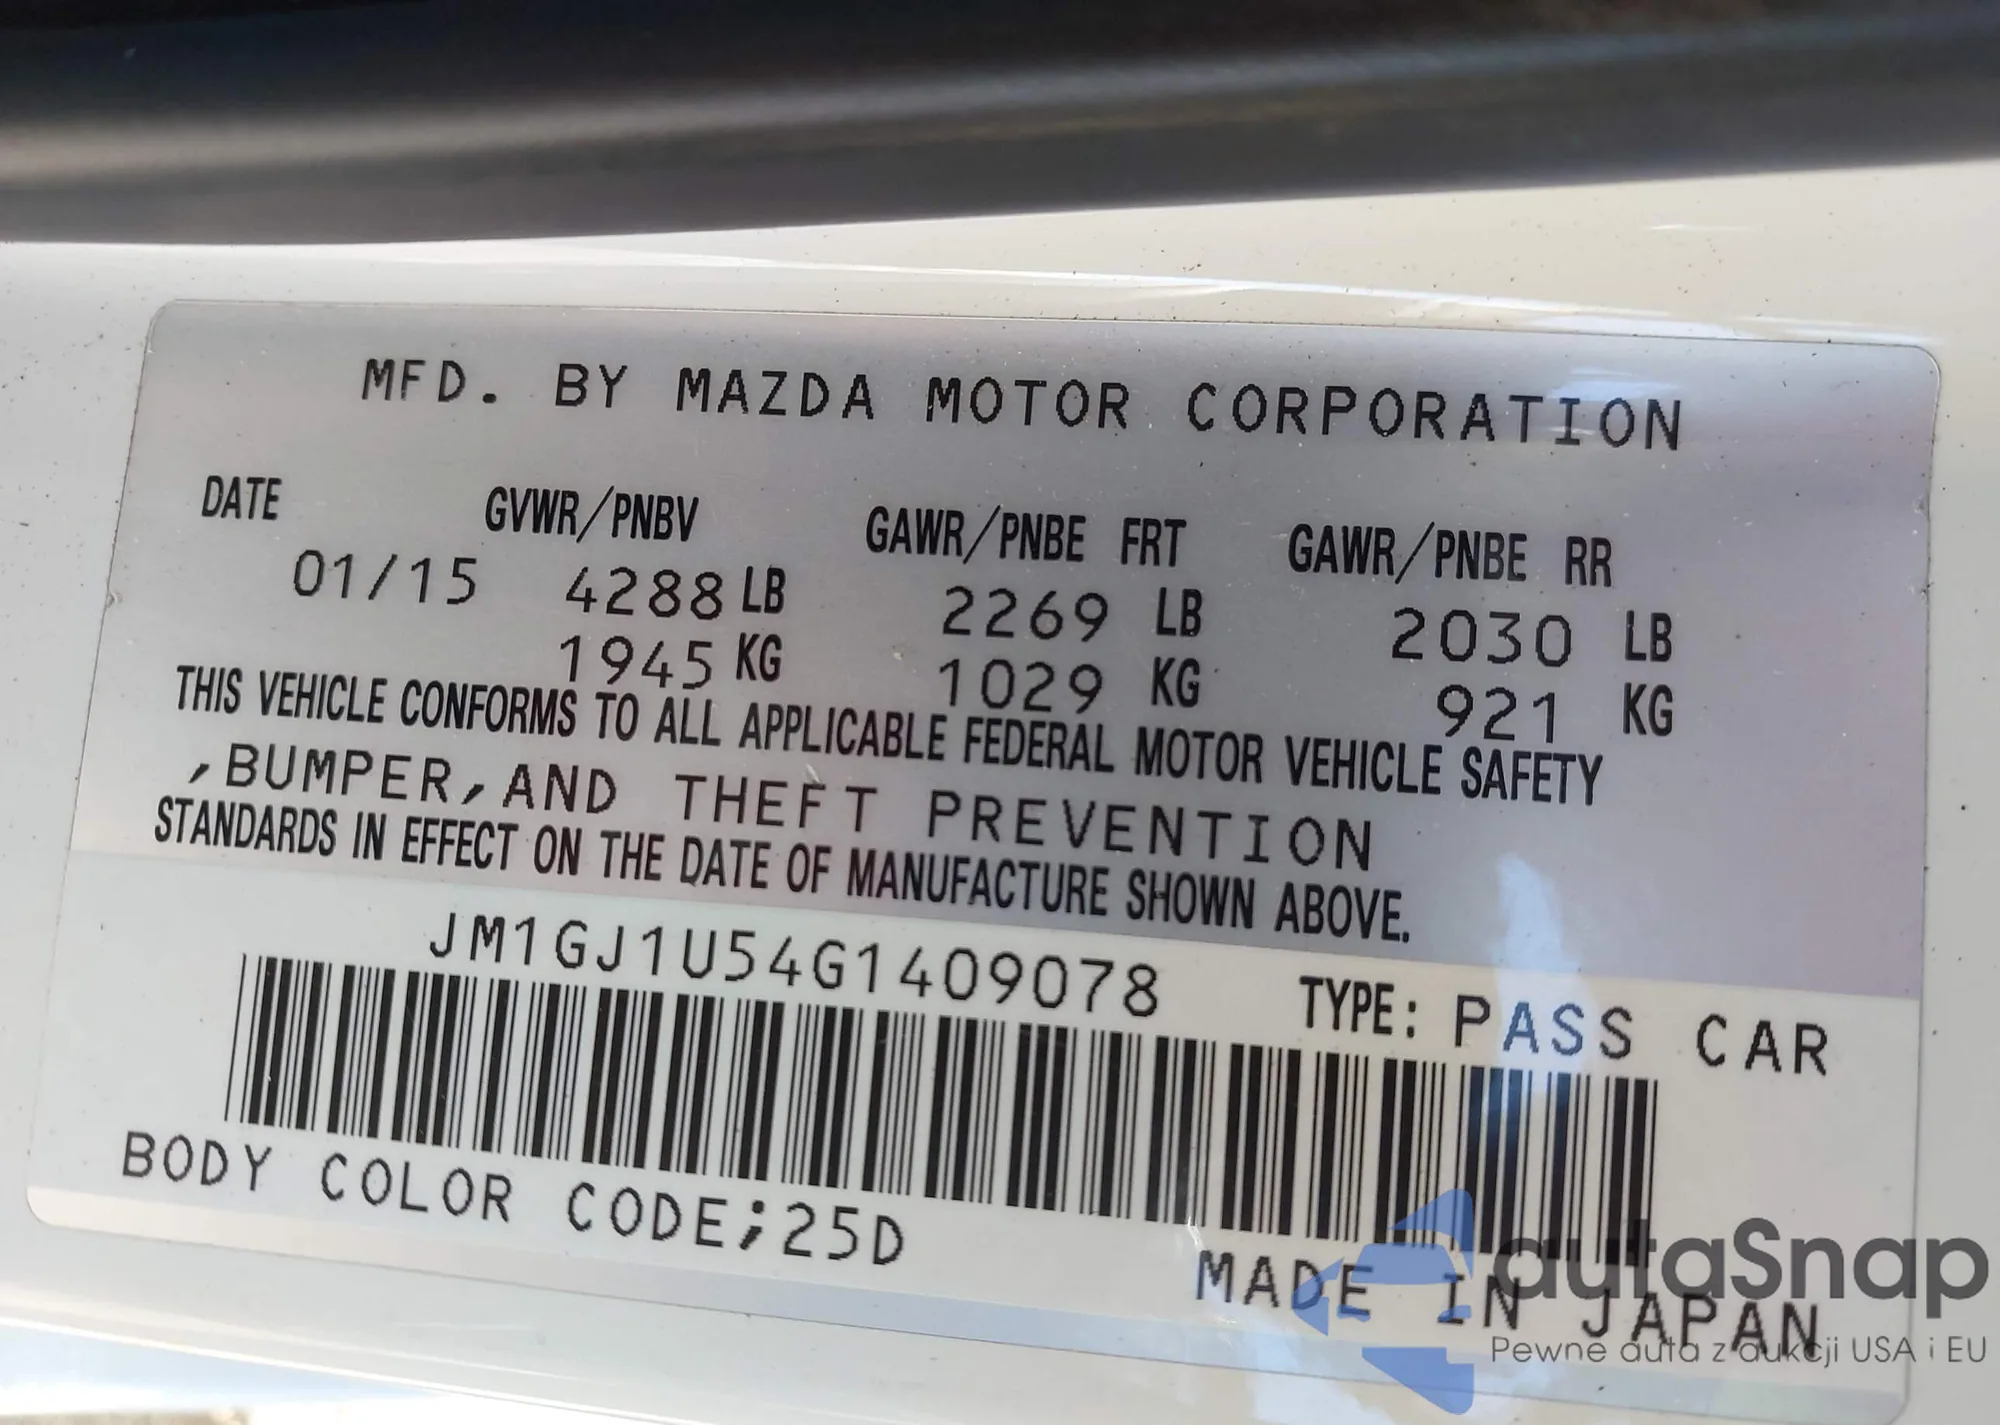 MFD. BY MAZDA MOTOR CORPORATION
DATE GVWR/PNBV GAWR/PNBE FRT GAWR/PNBE RR
01/15 4288 LB 2269 LB 2030 LB
1945 KG 1029 KG 921 KG
THIS VEHICLE CONFORMS TO ALL APPLICABLE FEDERAL MOTOR VEHICLE SAFETY
,BUMPER,AND THEFT PREVENTION
STANDARDS IN EFFECT ON THE DATE OF MANUFACTURE SHOWN ABOVE.
JM1GJ1U54G1409078 TYPE: PASS CAR
BODY COLOR CODE;25D
MADE IN JAPAN
autaSnap
Pewne auta z aukcji USA i EU